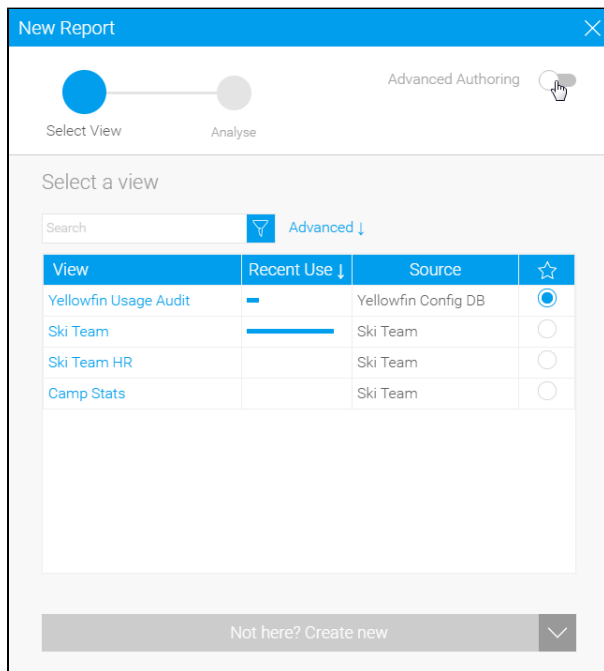 New Report
Advanced Authoring
Select View
Analyse
Select a view
Search
Advanced ↓
View Recent Use ↓ Source
Yellowfin Usage Audit Yellowfin Config DB
Ski Team Ski Team
Ski Team HR Ski Team
Camp Stats Ski Team
Not here? Create new